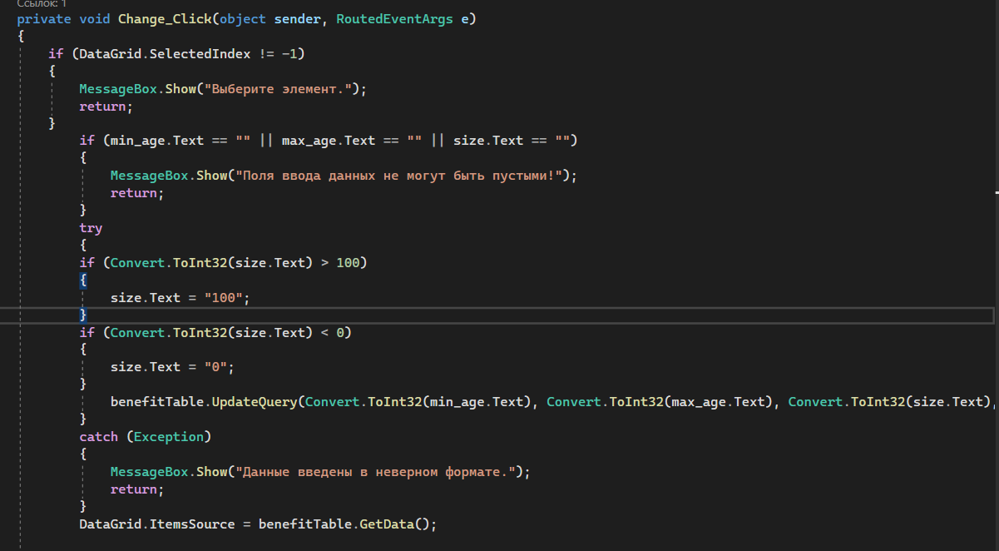 Ссылок: 1
private void Change_Click(object sender, RoutedEventArgs e)
{
if (DataGrid.SelectedIndex != -1)
{
MessageBox.Show("Выберите элемент.");
return;
}
if (min_age.Text == "" || max_age.Text == "" || size.Text == "")
{
MessageBox.Show("Поля ввода данных не могут быть пустыми!");
return;
}
try
{
if (Convert.ToInt32(size.Text) > 100)
{
size.Text = "100";
}
if (Convert.ToInt32(size.Text) < 0)
{
size.Text = "0";
}
benefitTable.UpdateQuery(Convert.ToInt32(min_age.Text), Convert.ToInt32(max_age.Text), Convert.ToInt32(size.Text),
}
catch (Exception)
{
MessageBox.Show("Данные введены в неверном формате.");
return;
}
DataGrid.ItemsSource = benefitTable.GetData();